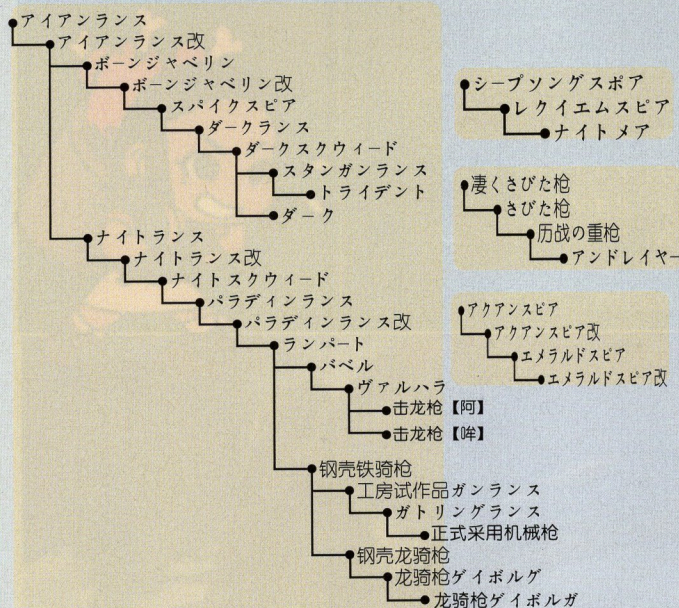 アイアンランス
アイアンランス改
ボーンジャベリン
ボーンジャベリン改
スパイクスピア
ダークランス
ダークスクウィード
スタンガンランス
トライデント
ダーク
ナイトランス
ナイトランス改
ナイトスクウィード
パラディンランス
パラディンランス改
ランパート
バベル
ヴァルハラ
击龙枪【阿】
击龙枪【哞】
钢壳铁骑枪
工房试作品ガンランス
ガトリングランス
正式采用机械枪
钢壳龙骑枪
龙骑枪ゲイボルグ
龙骑枪ゲイボルガ
シープソングスポア
レクイエムスピア
ナイトメア
凄くさびた枪
さびた枪
历战の重枪
アンドレイヤー
アクアンスピア
アクアンスピア改
エメラルドスピア
エメラルドスピア改